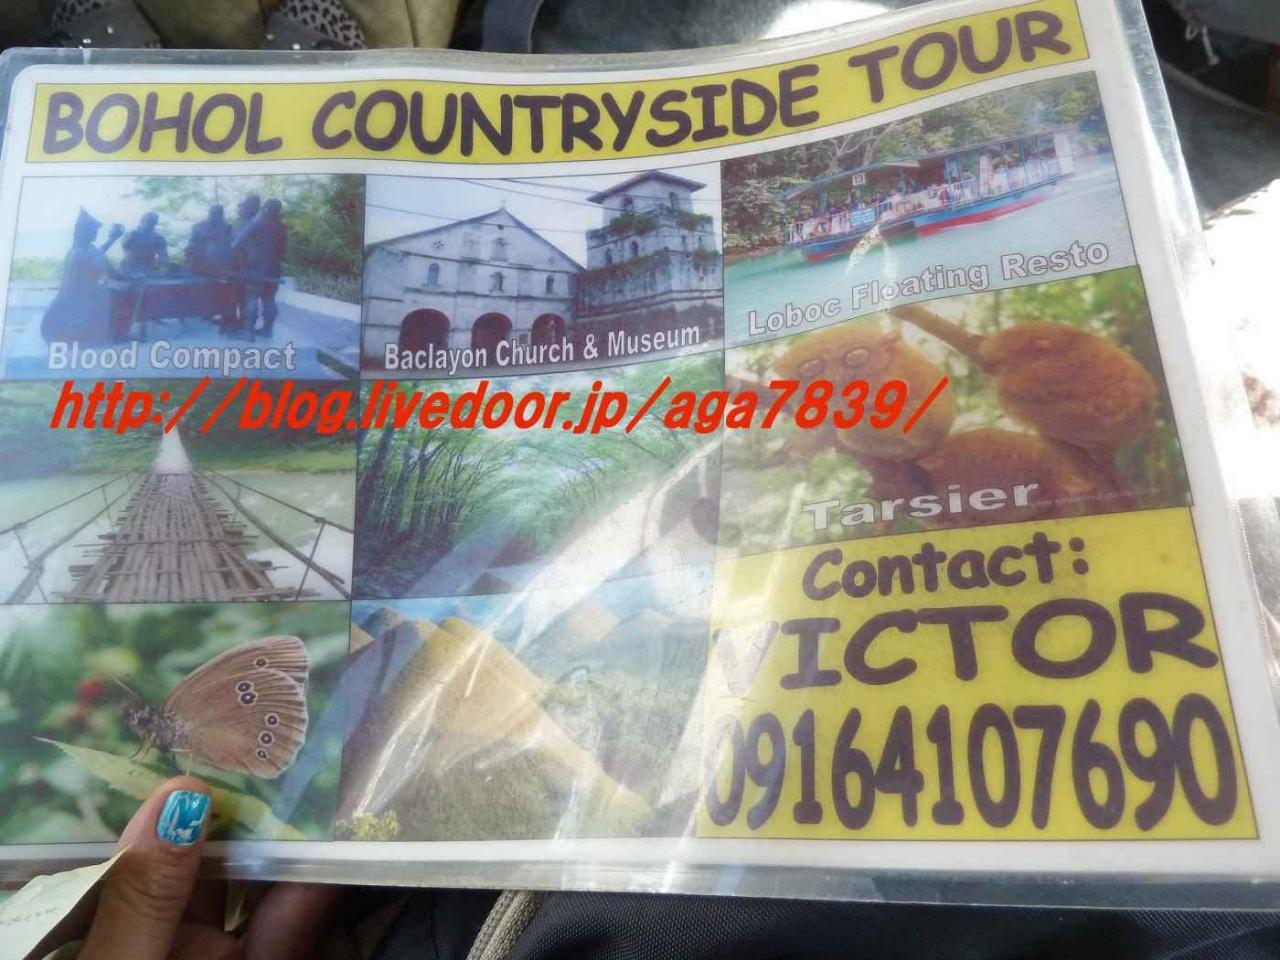 BOHOL COUNTRYSIDE TOUR
Blood Compact
Baclayon Church & Museum
Loboc Floating Resto
http://blog.livedoor.jp/aga7839/
Tarsier
Contact:
VICTOR
09164107690